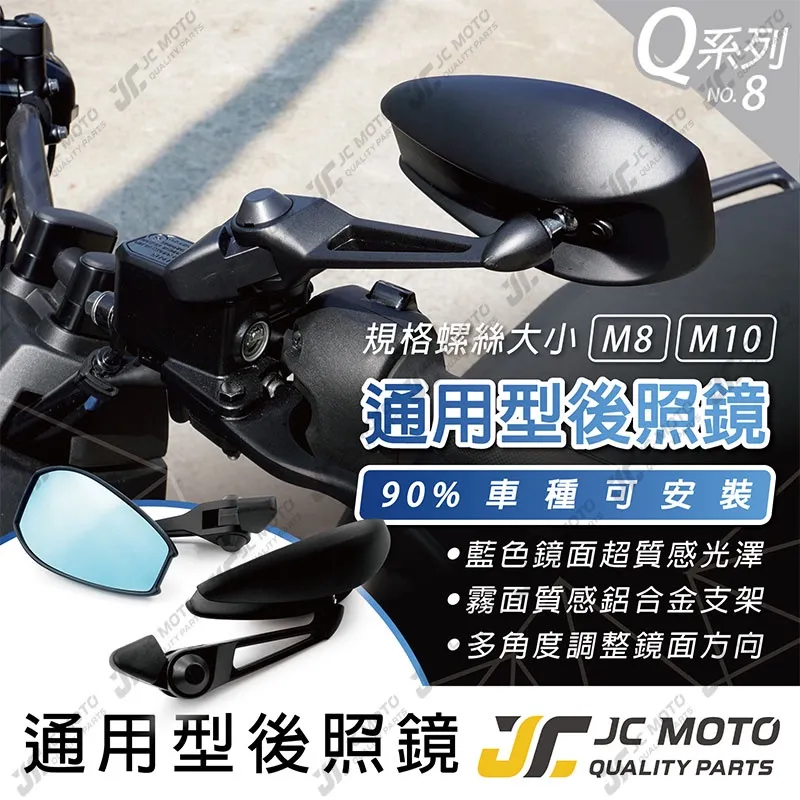 Q系列
NO.8
規格螺絲大小 M8 M10
通用型後照鏡
90% 車種可安裝
•藍色鏡面超質感光澤
•霧面質感鋁合金支架
•多角度調整鏡面方向
通用型後照鏡
JC MOTO
QUALITY PARTS